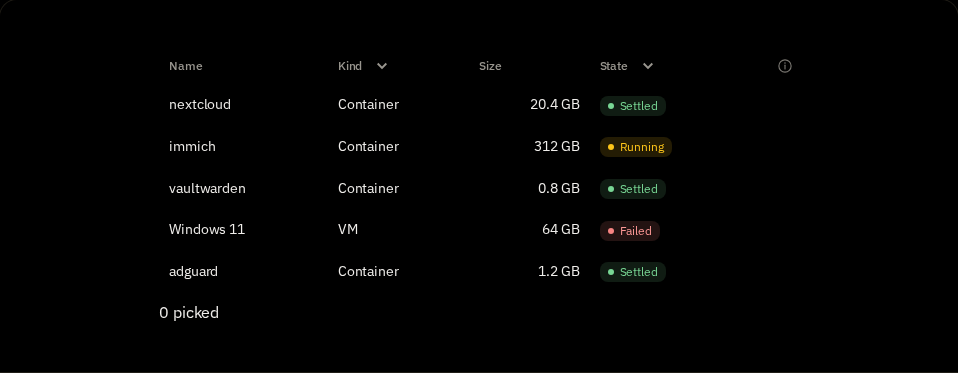 Name Kind Size State
nextcloud Container 20.4 GB Settled
immich Container 312 GB Running
vaultwarden Container 0.8 GB Settled
Windows 11 VM 64 GB Failed
adguard Container 1.2 GB Settled
0 picked